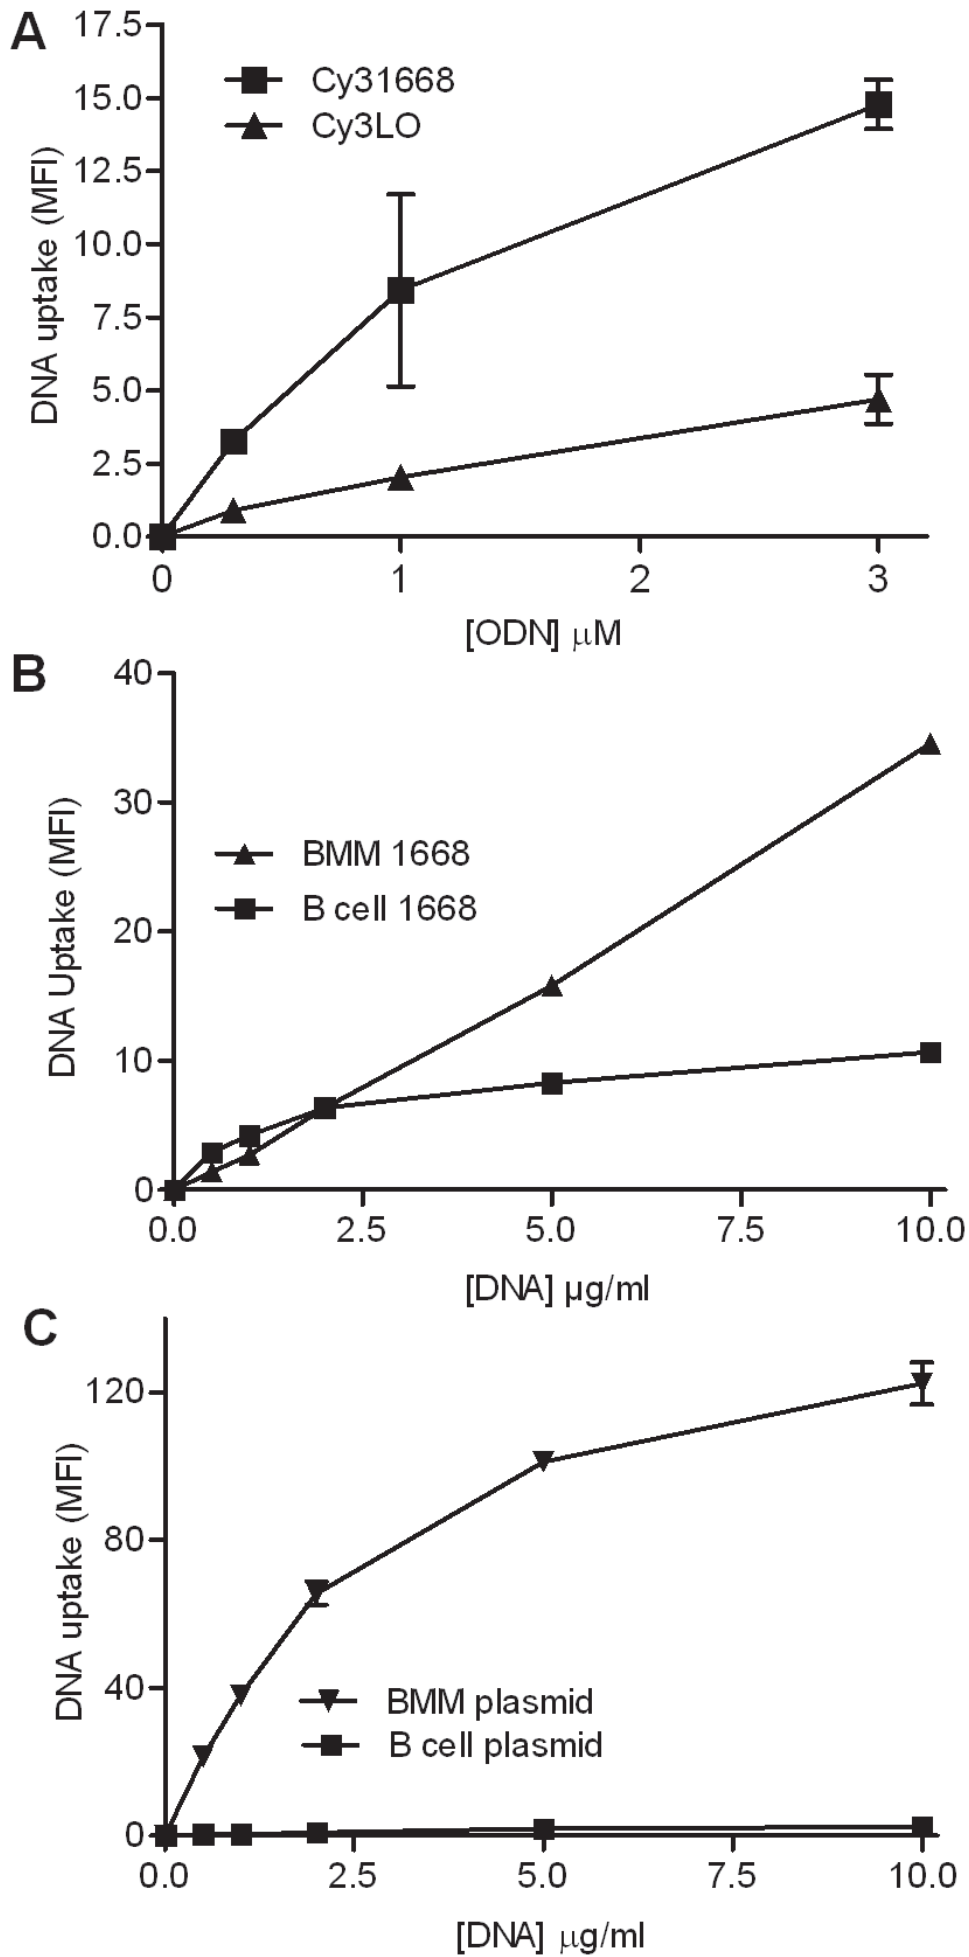 A
17.5
15.0
12.5
10.0
7.5
5.0
2.5
0.0
DNA uptake (MFI)
Cy31668
Cy3LO
0 1 2 3
[ODN] μM
B
40
30
20
10
0
DNA Uptake (MFI)
BMM 1668
B cell 1668
0.0 2.5 5.0 7.5 10.0
[DNA] μg/ml
C
120
80
40
0
DNA uptake (MFI)
BMM plasmid
B cell plasmid
0.0 2.5 5.0 7.5 10.0
[DNA] μg/ml